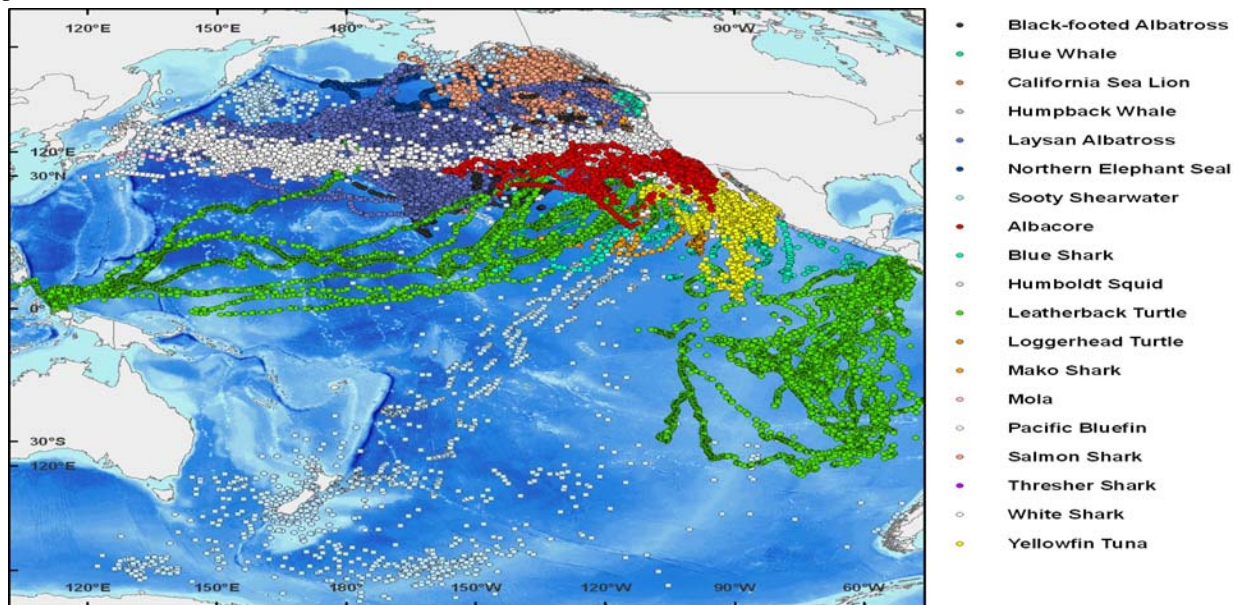 120°E 150°E 180° 90°W
120°E
30°N
0°
30°S
120°E
120°E 150°E 180° 150°W 120°W 90°W 60°W
Black-footed Albatross
Blue Whale
California Sea Lion
Humpback Whale
Laysan Albatross
Northern Elephant Seal
Sooty Shearwater
Albacore
Blue Shark
Humboldt Squid
Leatherback Turtle
Loggerhead Turtle
Mako Shark
Mola
Pacific Bluefin
Salmon Shark
Thresher Shark
White Shark
Yellowfin Tuna